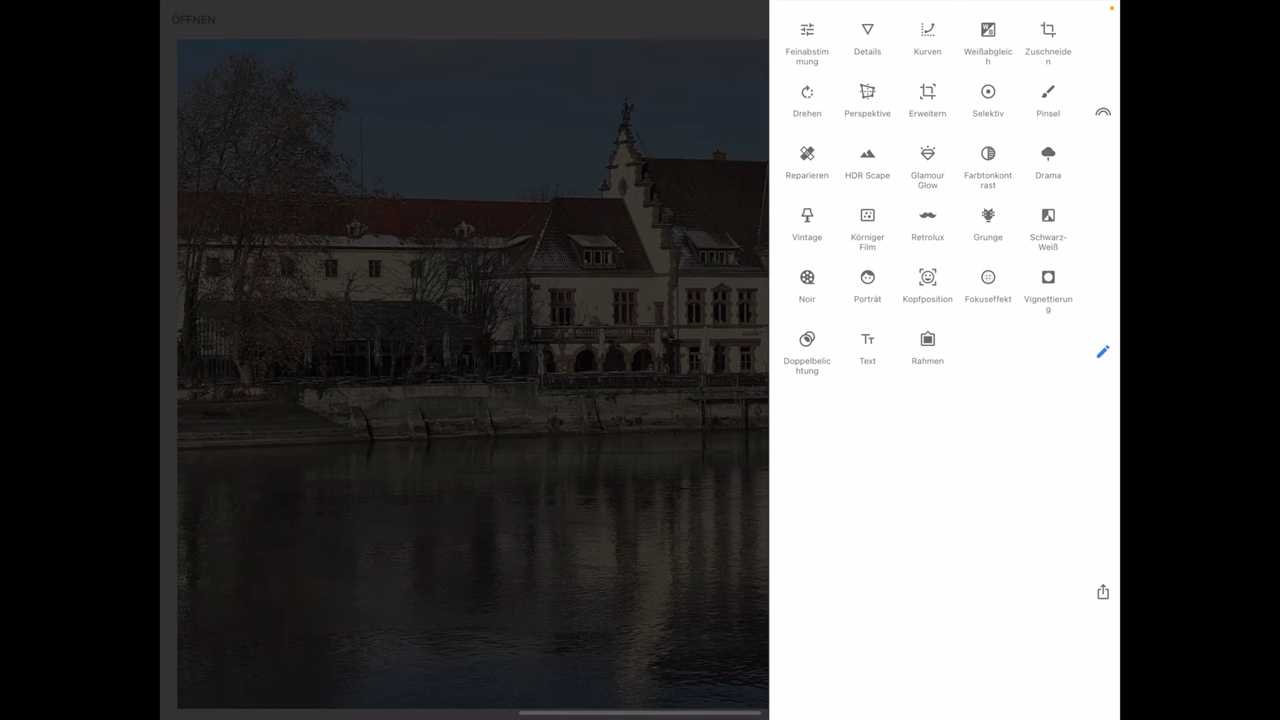 ÖFFNEN
Feinabstim
mung
Details
Kurven
Weißabgleic
h
Zuschneide
n
Drehen
Perspektive
Erweitern
Selektiv
Pinsel
Reparieren
HDR Scape
Glamour
Glow
Farbtonkont
rast
Drama
Vintage
Körniger
Film
Retrolux
Grunge
Schwarz-
Weiß
Noir
Porträt
Kopfposition
Fokuseffekt
Vignettierun
g
Doppelbelic
htung
Text
Rahmen